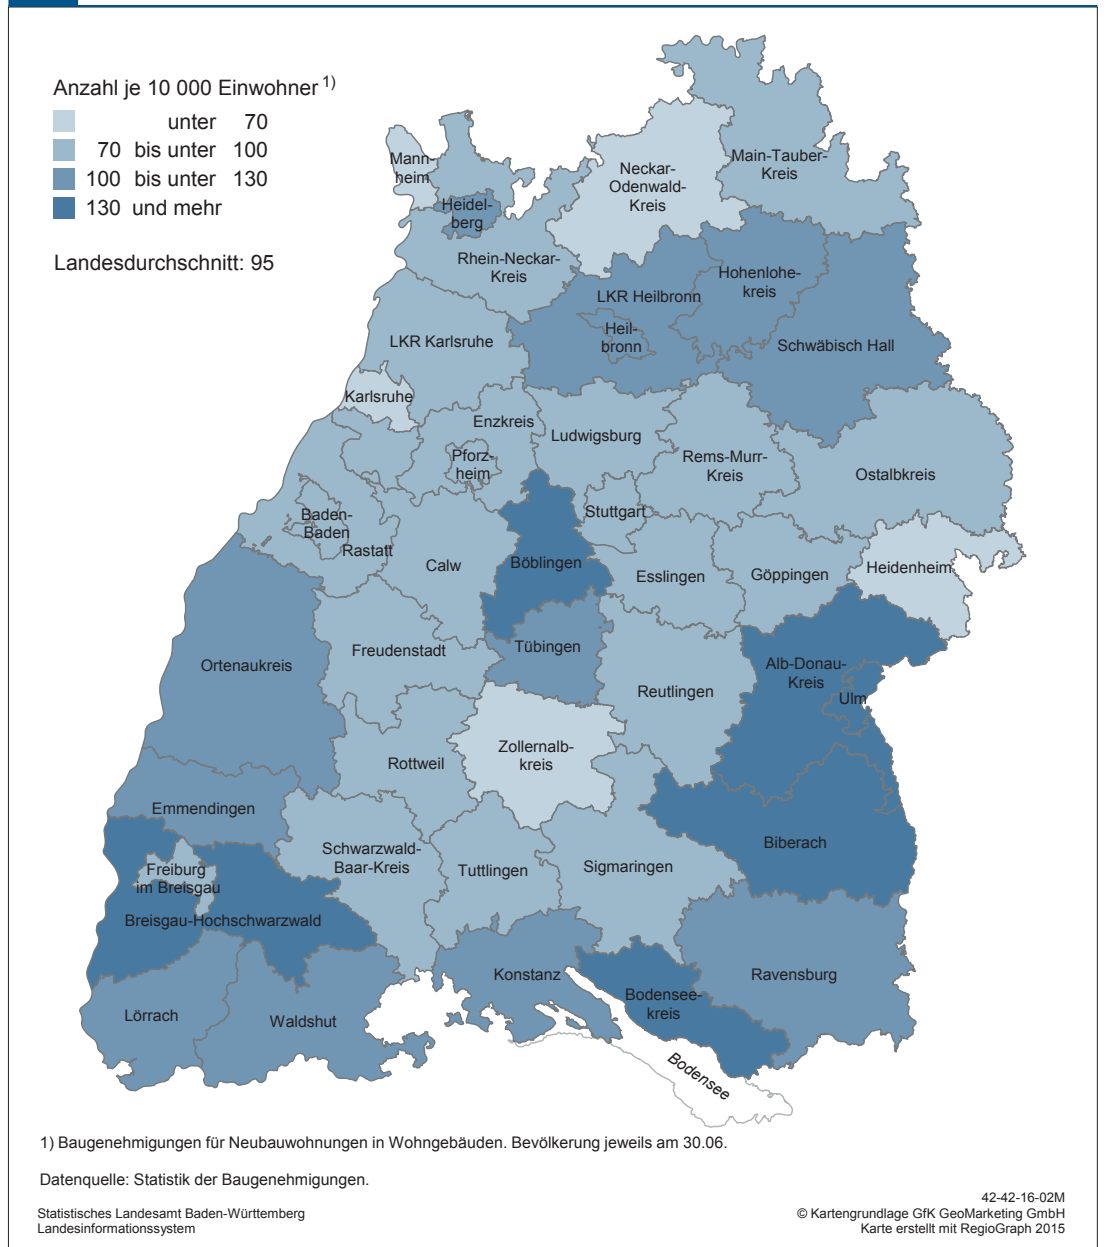 Anzahl je 10 000 Einwohner 1)
unter 70
70 bis unter 100
100 bis unter 130
130 und mehr
Landesdurchschnitt: 95
Mann-
heim
Heidel-
berg
Neckar-
Odenwald-
Kreis
Main-Tauber-
Kreis
Rhein-Neckar-
Kreis
LKR Heilbronn
Heil-
bronn
Hohenlohe-
kreis
Schwäbisch Hall
LKR Karlsruhe
Karlsruhe
Enzkreis
Pforz-
heim
Ludwigsburg
Rems-Murr-
Kreis
Ostalbkreis
Baden-
Baden
Rastatt
Calw
Böblingen
Stuttgart
Esslingen
Göppingen
Heidenheim
Ortenaukreis
Freudenstadt
Tübingen
Reutlingen
Alb-Donau-
Kreis
Ulm
Rottweil
Zollernalb-
kreis
Emmendingen
Biberach
Schwarzwald-
Baar-Kreis
Tuttlingen
Sigmaringen
Freiburg
im Breisgau
Breisgau-Hochschwarzwald
Konstanz
Ravensburg
Bodensee-
kreis
Lörrach
Waldshut
Bodensee
1) Baugenehmigungen für Neubauwohnungen in Wohngebäuden. Bevölkerung jeweils am 30.06.
Datenquelle: Statistik der Baugenehmigungen.
Statistisches Landesamt Baden-Württemberg
Landesinformationssystem
42-42-16-02M
© Kartengrundlage GfK GeoMarketing GmbH
Karte erstellt mit RegioGraph 2015